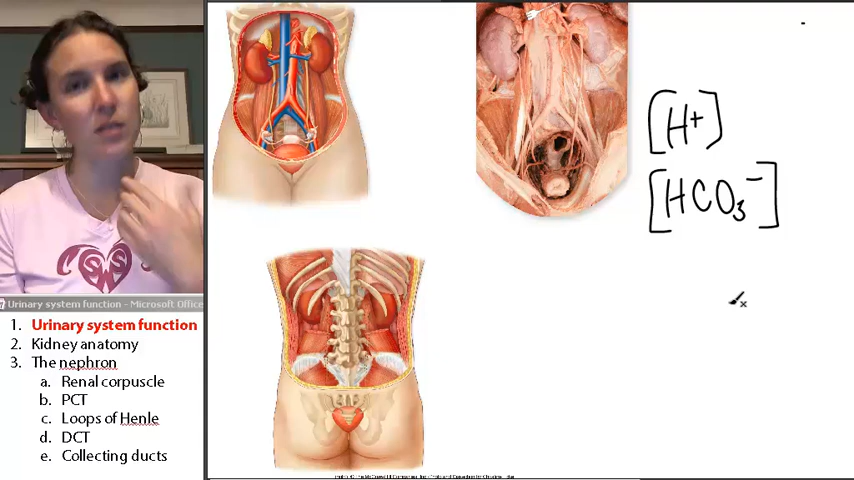 [H+]
[HCO3−]
CSWS
Urinary system function - Microsoft Office
1. Urinary system function
2. Kidney anatomy
3. The nephron
a. Renal corpuscle
b. PCT
c. Loops of Henle
d. DCT
e. Collecting ducts